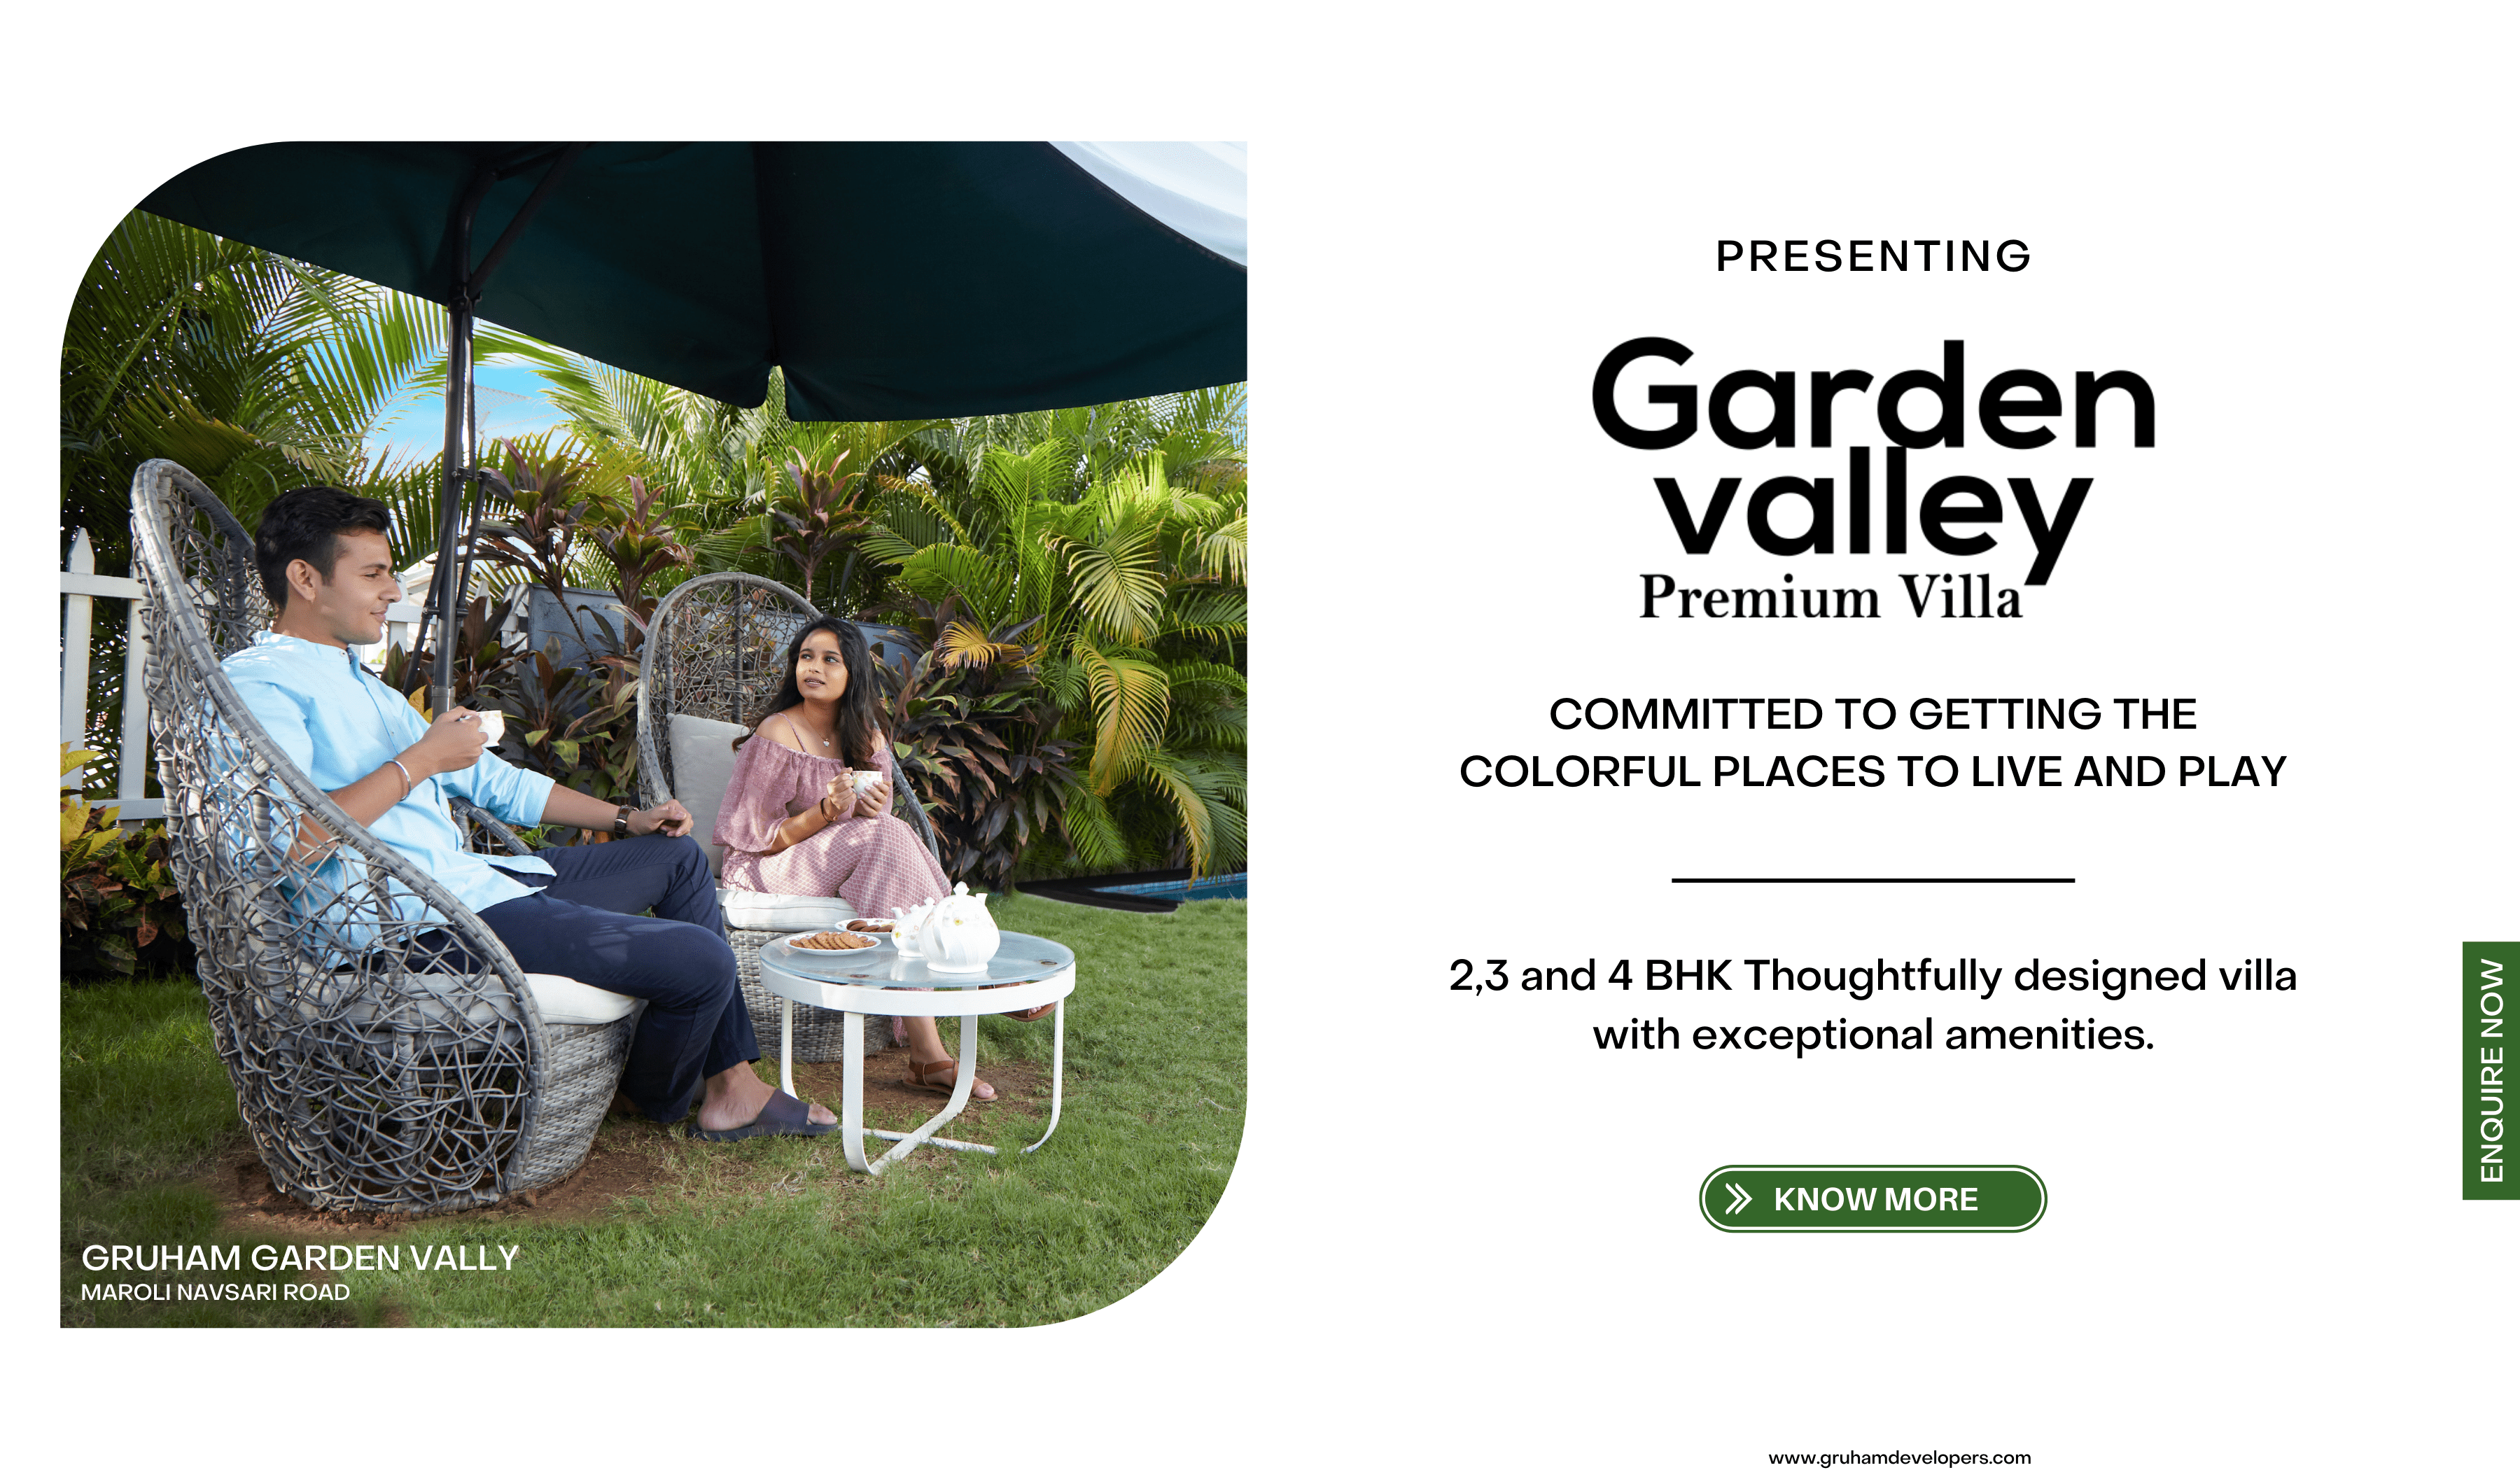 PRESENTING
Garden
valley
Premium Villa
COMMITTED TO GETTING THE
COLORFUL PLACES TO LIVE AND PLAY
2,3 and 4 BHK Thoughtfully designed villa
with exceptional amenities.
KNOW MORE
ENQUIRE NOW
GRUHAM GARDEN VALLY
MAROLI NAVSARI ROAD
www.gruhamdevelopers.com